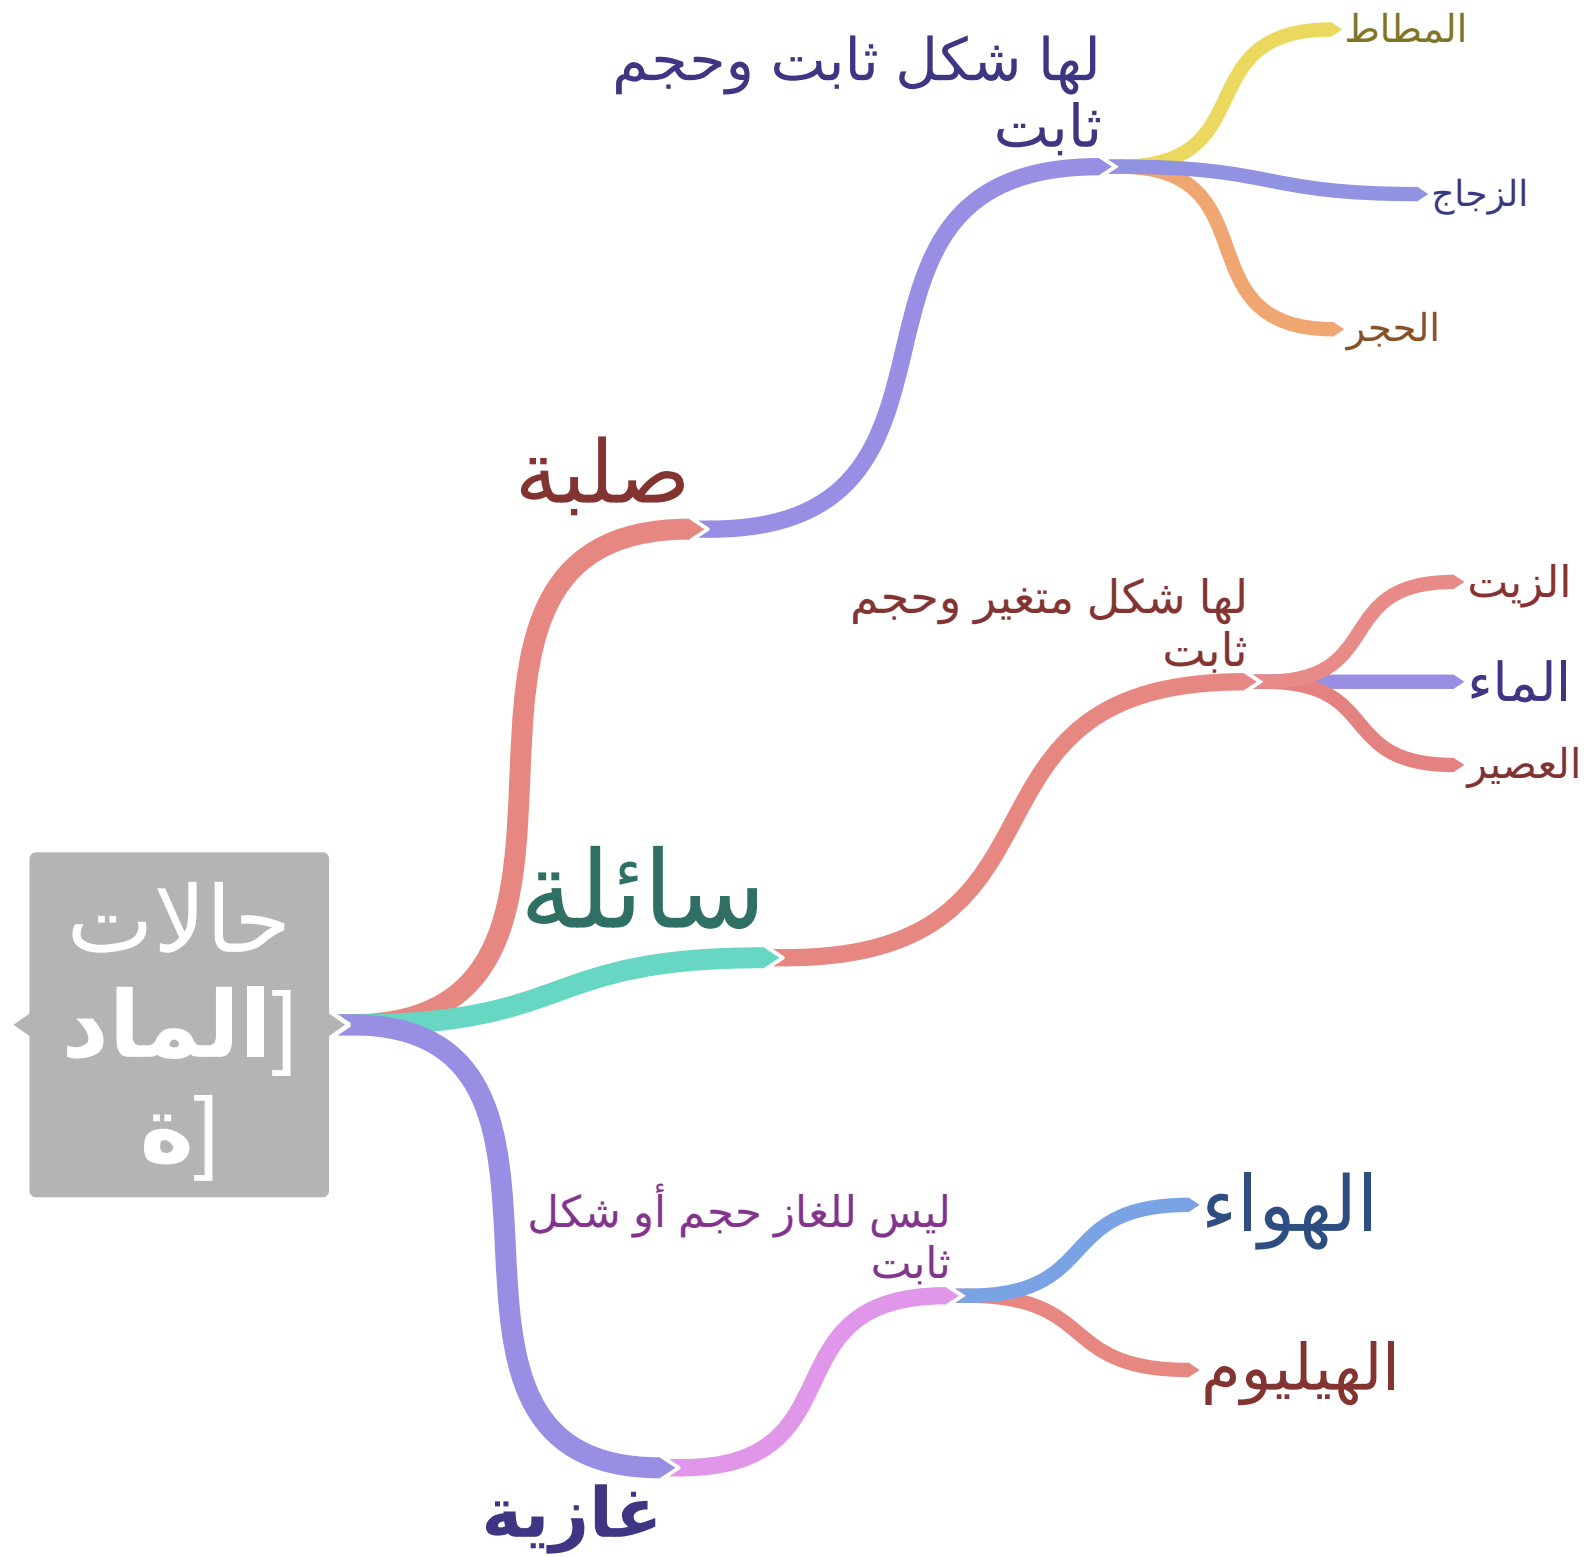 حالات
[الماد
ة]
صلبة
لها شكل ثابت وحجم
ثابت
المطاط
الزجاج
الحجر
سائلة
لها شكل متغير وحجم
ثابت
الزيت
الماء
العصير
غازية
ليس للغاز حجم أو شكل
ثابت
الهواء
الهيليوم